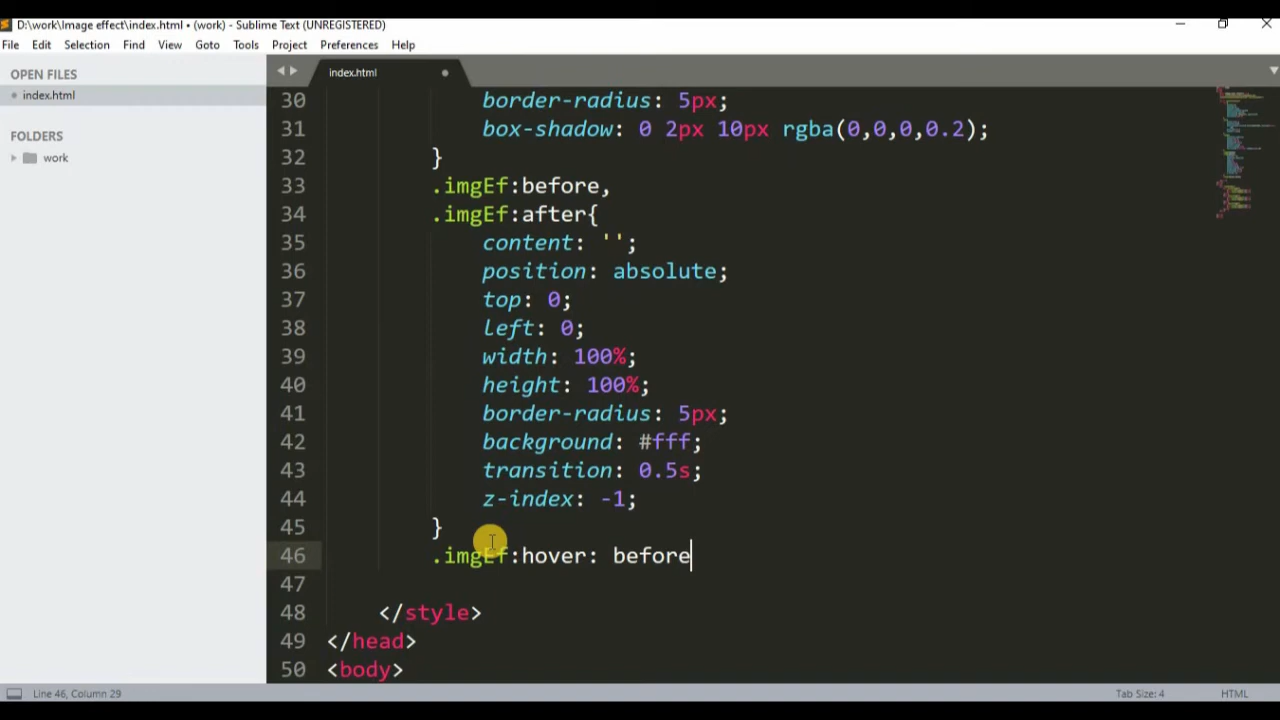 D:\work\Image effect\index.html • (work) - Sublime Text (UNREGISTERED)
File Edit Selection Find View Goto Tools Project Preferences Help
OPEN FILES
index.html
FOLDERS
work
index.html
30 border-radius: 5px;
31 box-shadow: 0 2px 10px rgba(0,0,0,0.2);
32 }
33 .imgEf:before,
34 .imgEf:after{
35 content: '';
36 position: absolute;
37 top: 0;
38 left: 0;
39 width: 100%;
40 height: 100%;
41 border-radius: 5px;
42 background: #fff;
43 transition: 0.5s;
44 z-index: -1;
45 }
46 .imgEf:hover: before
47
48 </style>
49 </head>
50 <body>
Line 46, Column 29
Tab Size: 4
HTML